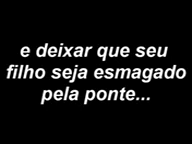 e deixar que seu
filho seja esmagado
pela ponte...